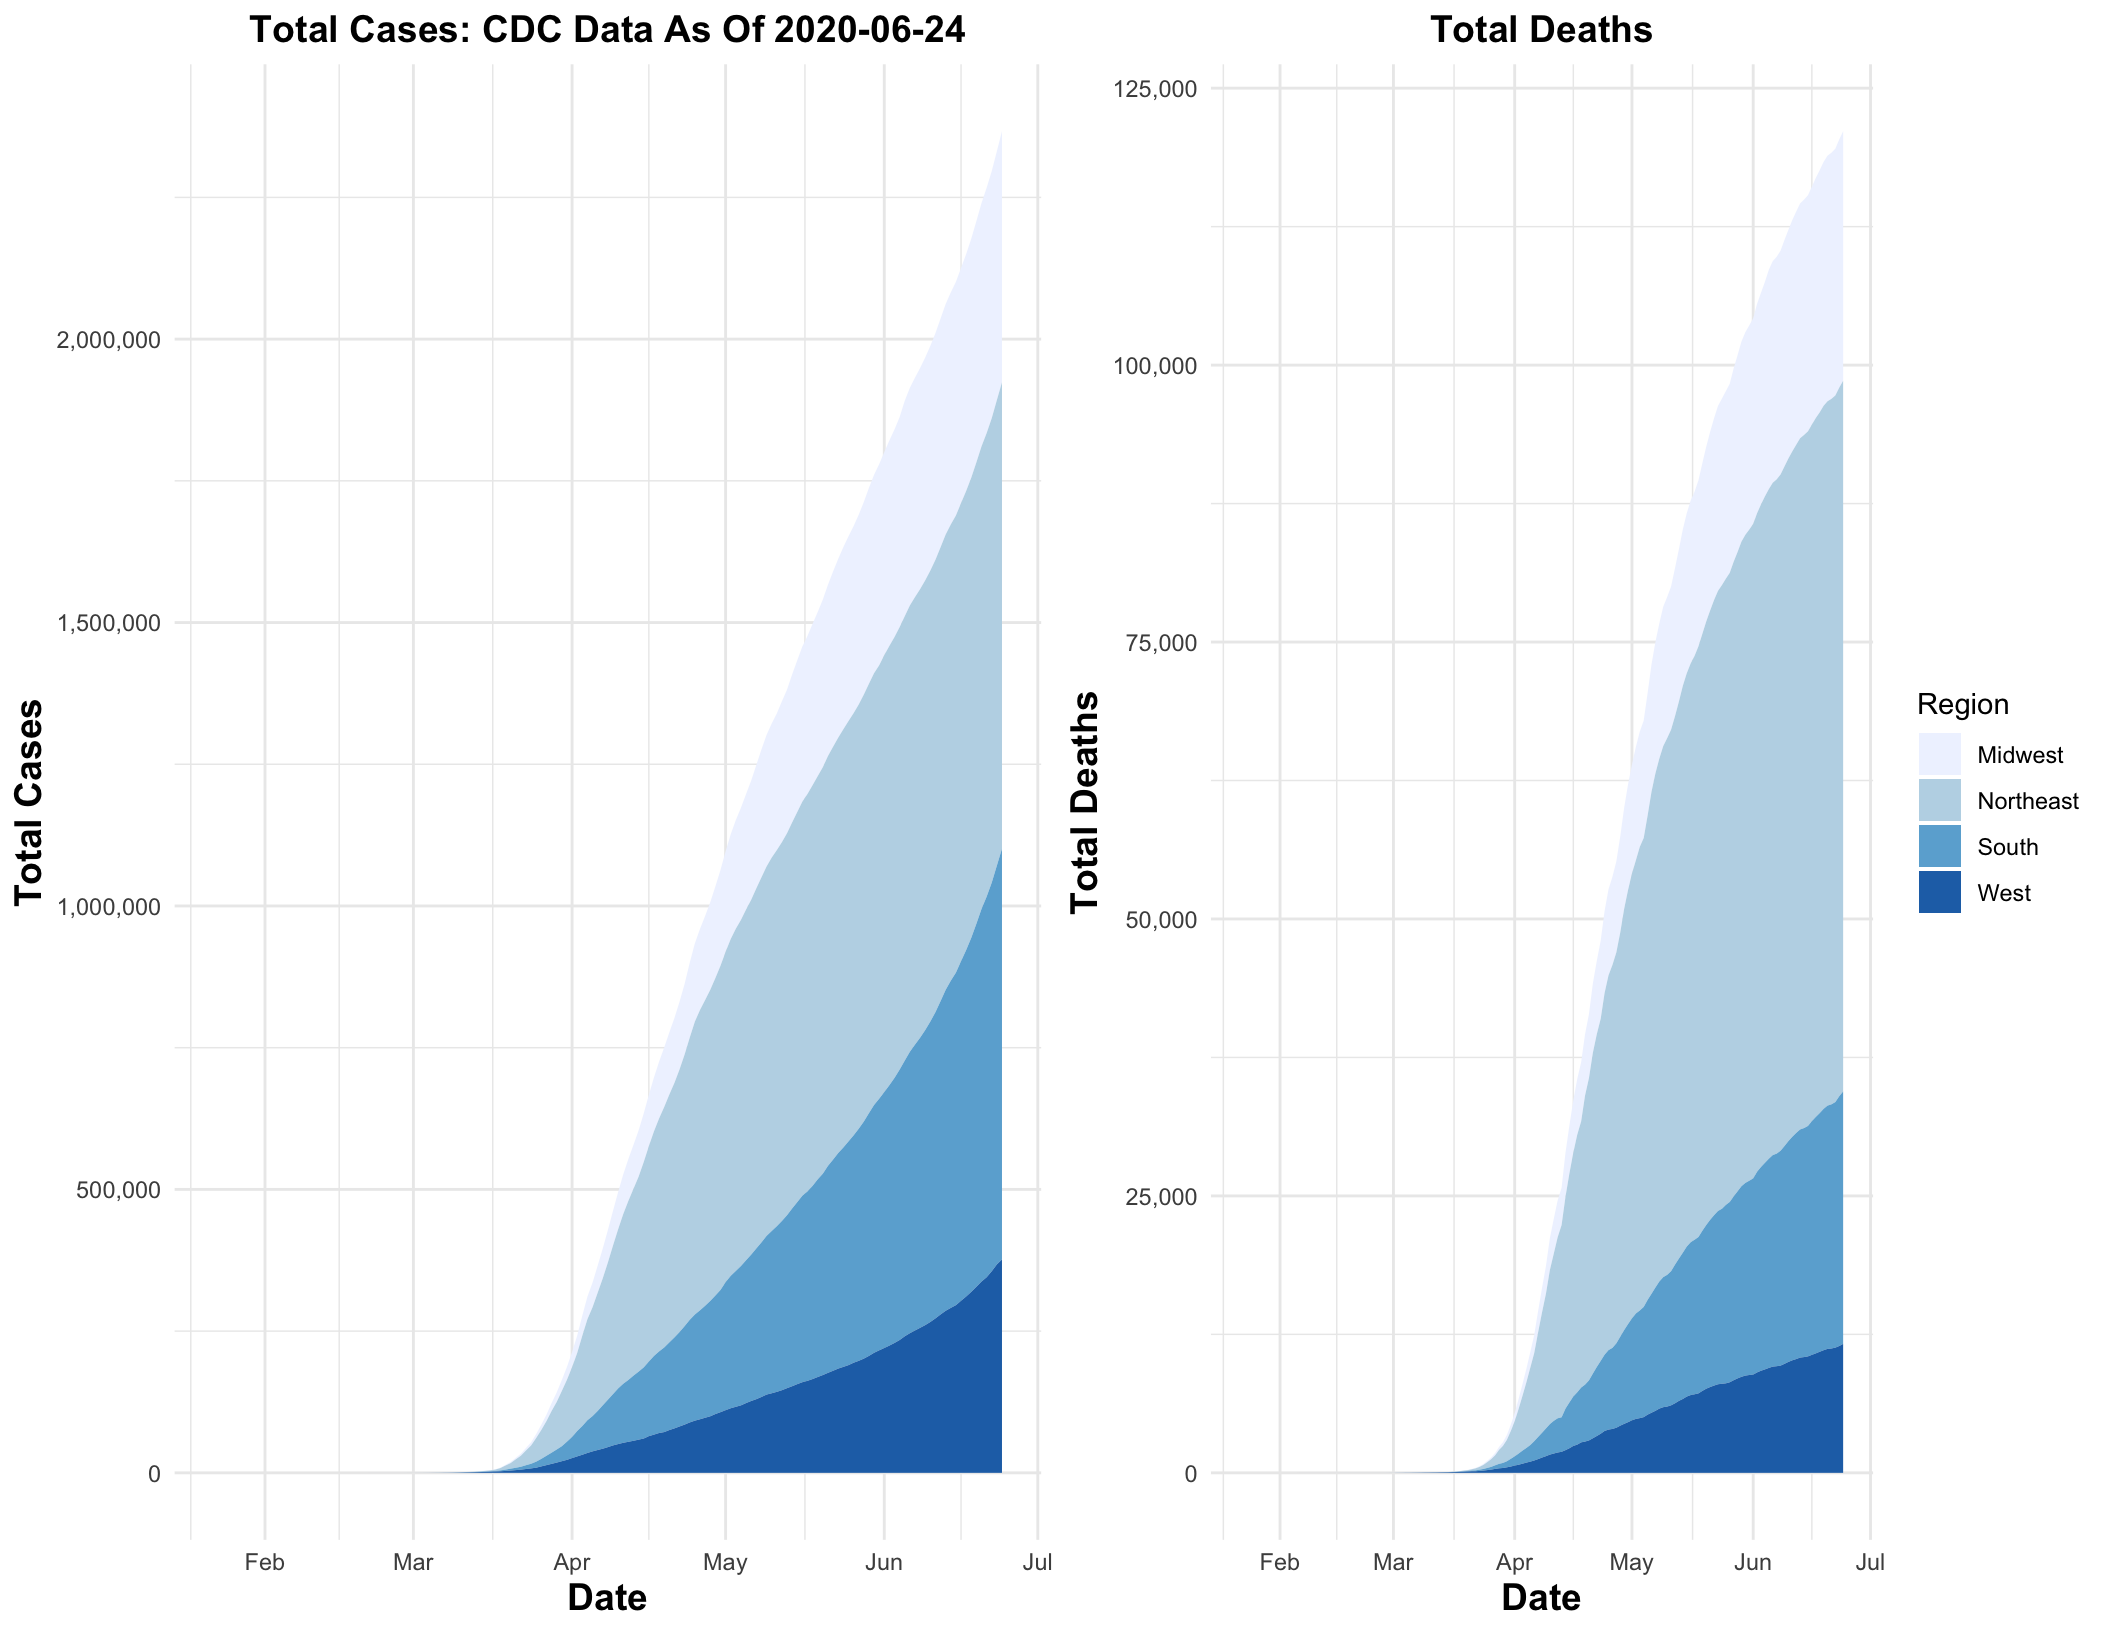 Total Cases: CDC Data As Of 2020-06-24
Total Cases
2,000,000
1,500,000
1,000,000
500,000
0
Feb Mar Apr May Jun Jul
Date
Total Deaths
Total Deaths
125,000
100,000
75,000
50,000
25,000
0
Feb Mar Apr May Jun Jul
Date
Region
Midwest
Northeast
South
West